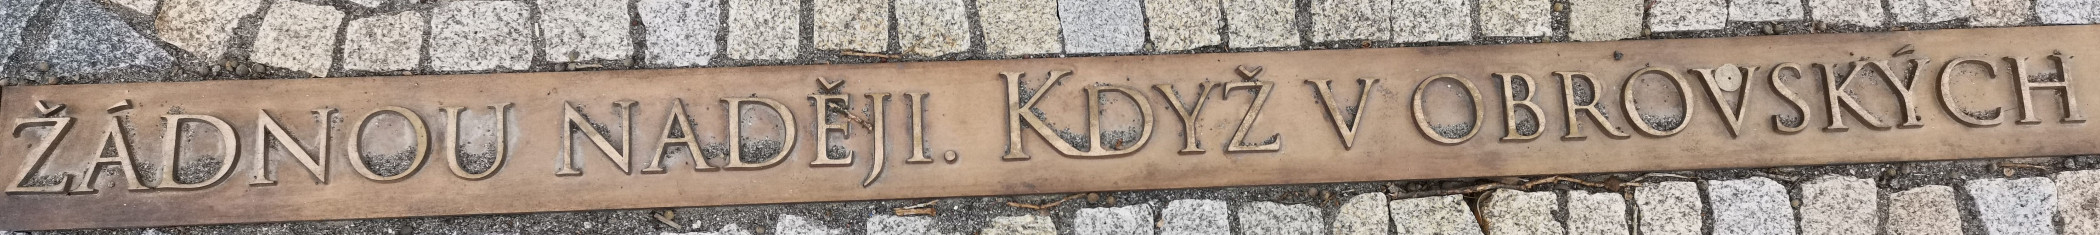 ŽÁDNOU NADĚJI. KDYŽ V OBROVSKÝCH